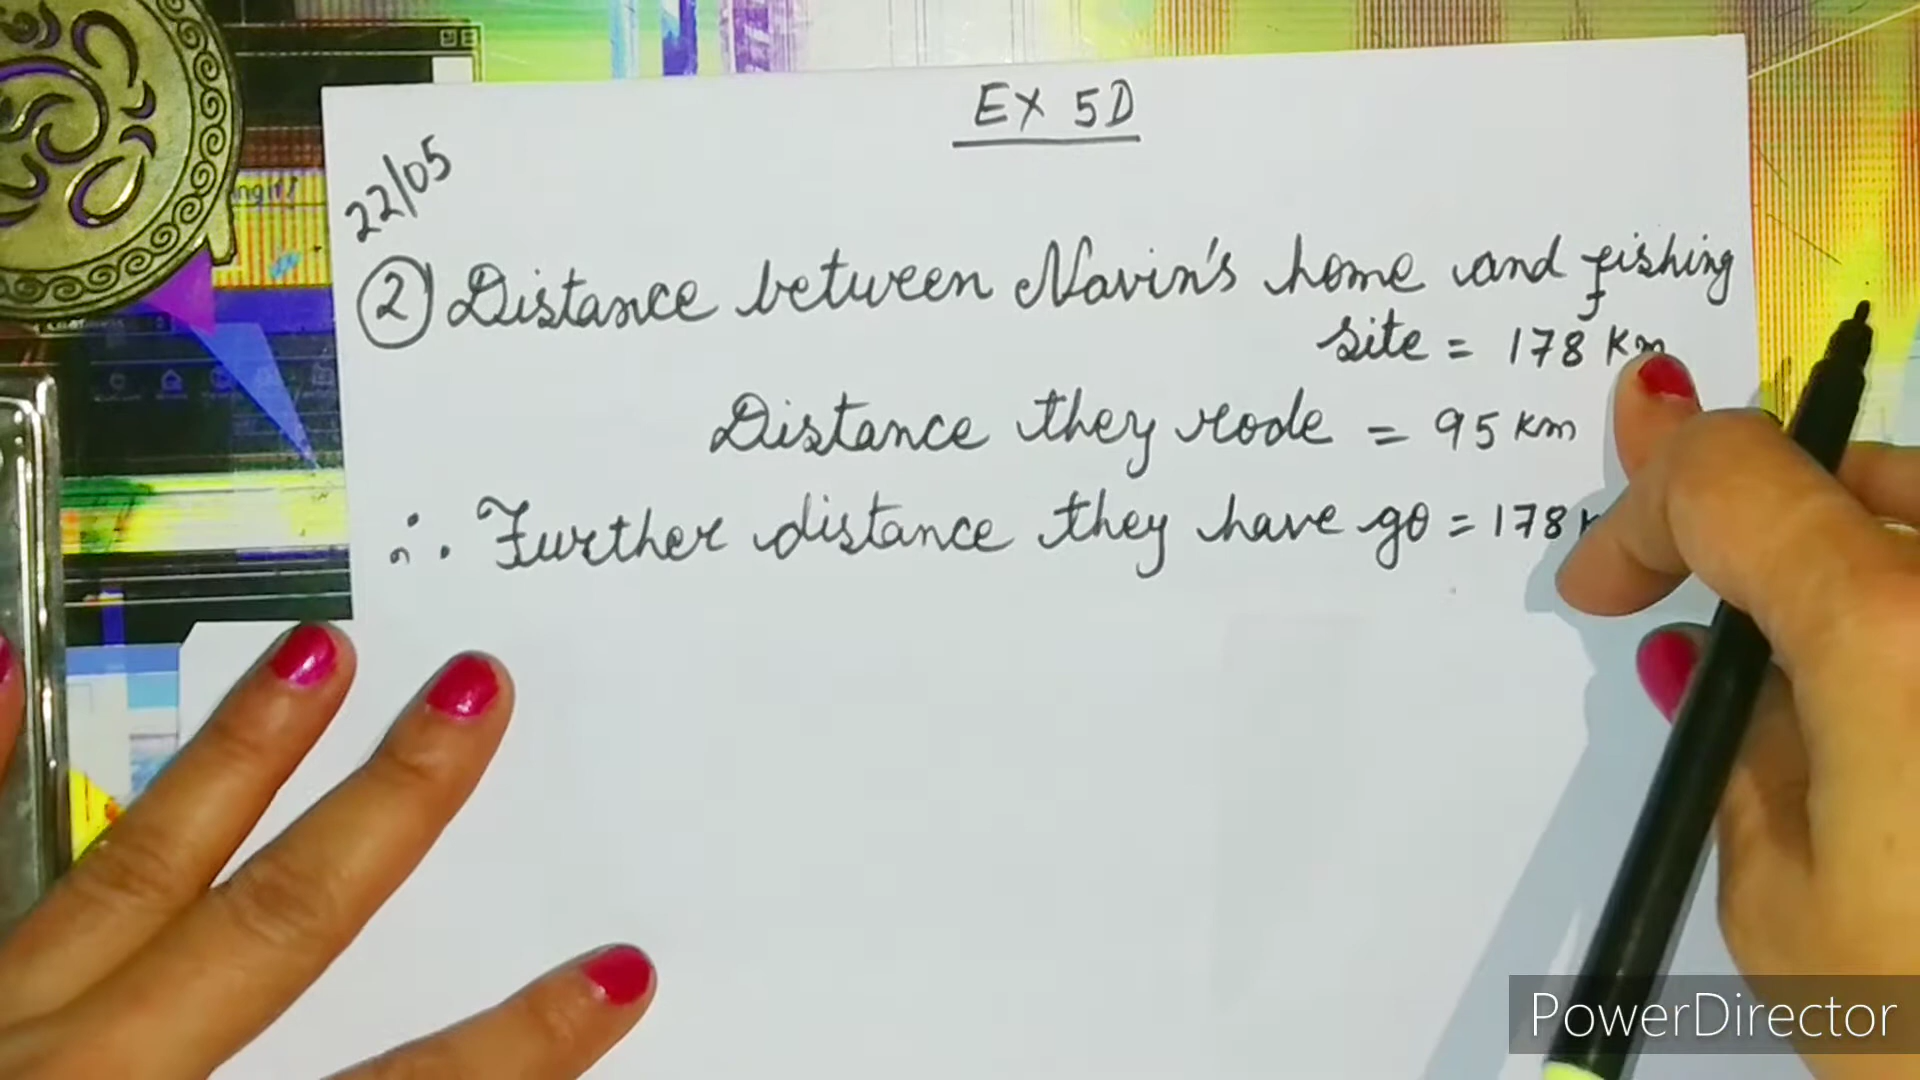 EX 5D
22/05
② Distance between Navin's home and fishing
site = 178 Km
Distance they rode = 95 Km
∴ Further distance they have go = 178
PowerDirector